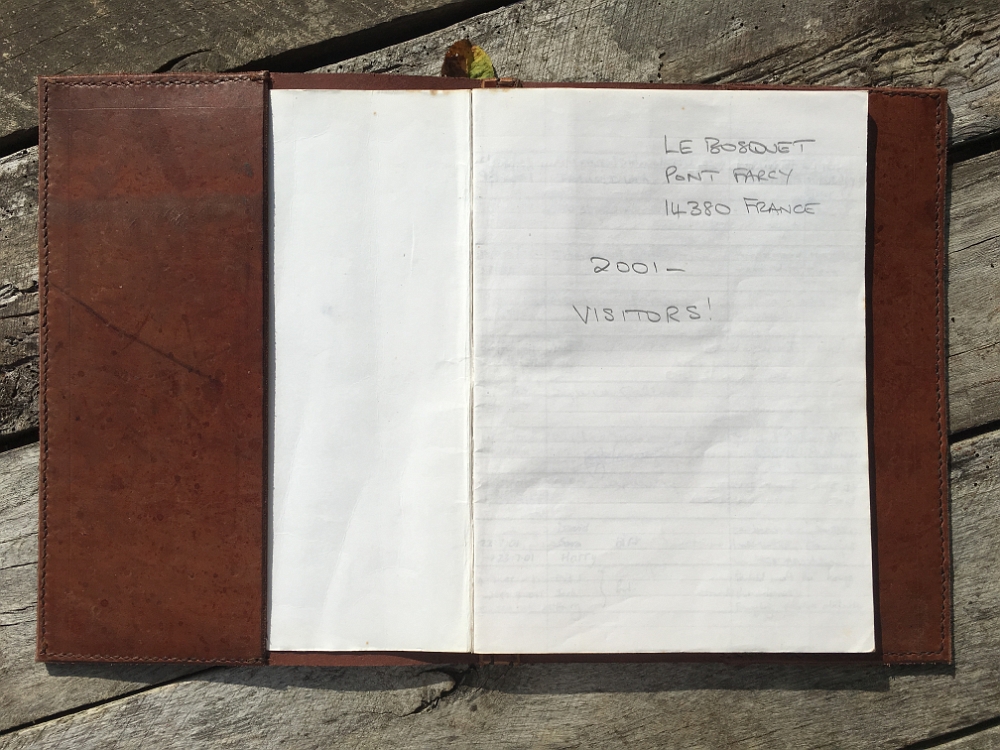 LE BOSQUET
PONT FARCY
14380 FRANCE
2001-
VISITORS!